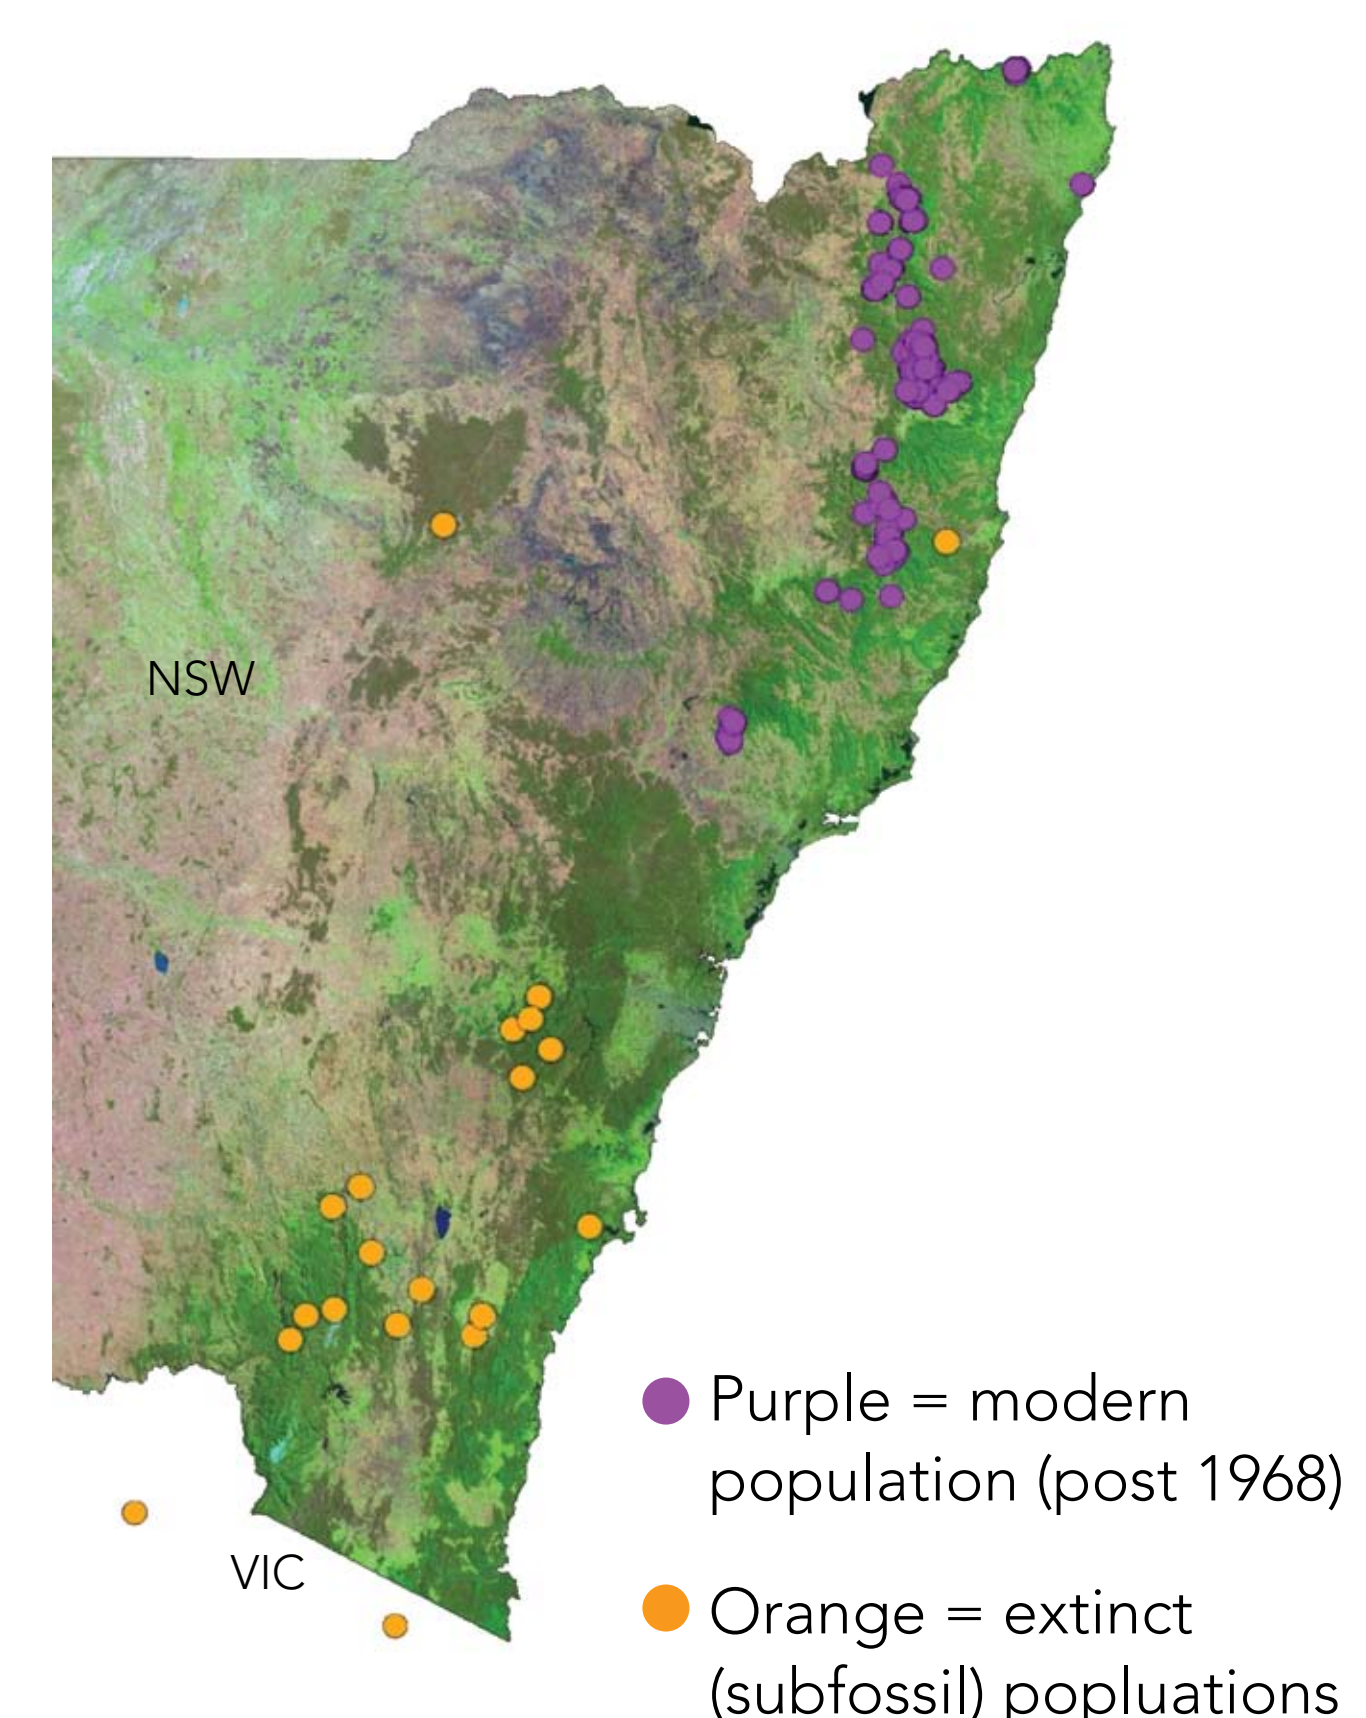 NSW
Purple = modern
population (post 1968)
VIC
Orange = extinct
(subfossil) popluations